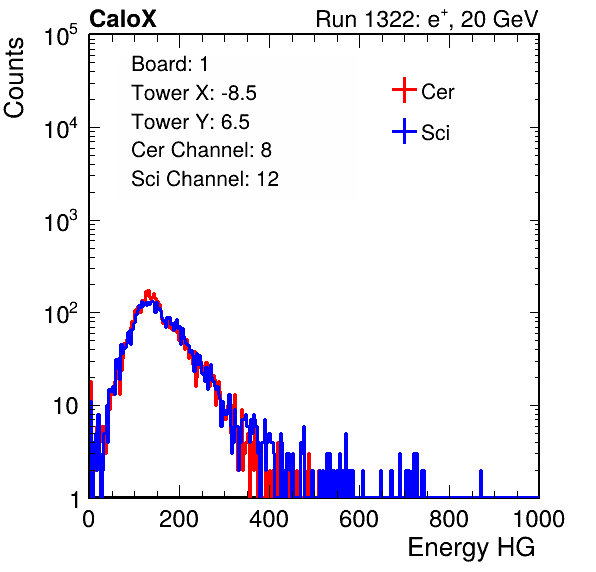 CaloX Run 1322: e⁺, 20 GeV
Board: 1
Tower X: -8.5
Tower Y: 6.5
Cer Channel: 8
Sci Channel: 12
Cer
Sci
Counts
10⁵
10⁴
10³
10²
10
1
0 200 400 600 800 1000
Energy HG